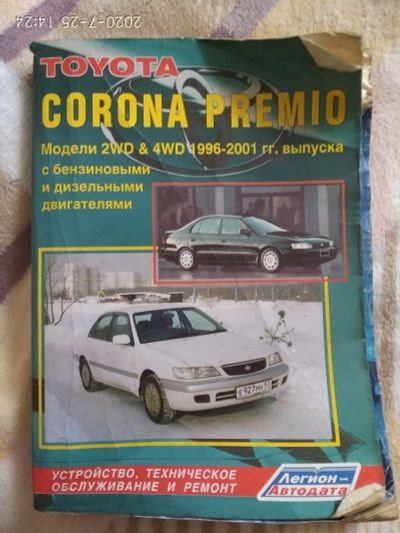 2020-7-25 14:24
TOYOTA
CORONA PREMIO
Модели 2WD & 4WD 1996-2001 гг. выпуска
с бензиновыми
и дизельными
двигателями
УСТРОЙСТВО, ТЕХНИЧЕСКОЕ
ОБСЛУЖИВАНИЕ И РЕМОНТ
Легион
Автодата